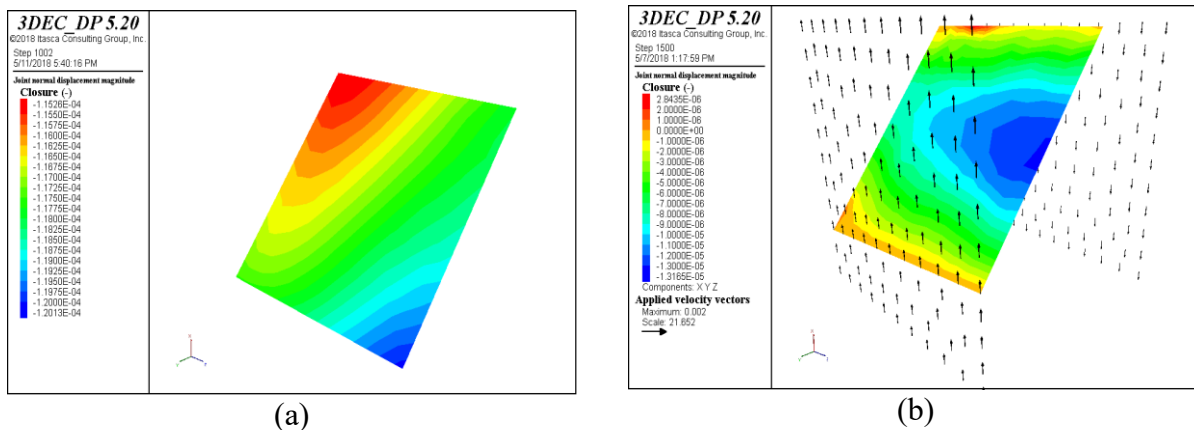 3DEC_DP 5.20
©2018 Itasca Consulting Group, Inc.
Step 1002
5/11/2018 5:40:16 PM
Joint normal displacement magnitude
Closure (-)
-1.1526E-04
-1.1550E-04
-1.1575E-04
-1.1600E-04
-1.1625E-04
-1.1650E-04
-1.1675E-04
-1.1700E-04
-1.1725E-04
-1.1750E-04
-1.1775E-04
-1.1800E-04
-1.1825E-04
-1.1850E-04
-1.1875E-04
-1.1900E-04
-1.1925E-04
-1.1950E-04
-1.1975E-04
-1.2000E-04
-1.2013E-04
(a)
3DEC_DP 5.20
©2018 Itasca Consulting Group, Inc.
Step 1500
5/7/2018 1:17:59 PM
Joint normal displacement magnitude
Closure (-)
2.8435E-06
2.0000E-06
1.0000E-06
0.0000E+00
-1.0000E-06
-2.0000E-06
-3.0000E-06
-4.0000E-06
-5.0000E-06
-6.0000E-06
-7.0000E-06
-8.0000E-06
-9.0000E-06
-1.0000E-05
-1.1000E-05
-1.2000E-05
-1.3000E-05
-1.3165E-05
Components: X Y Z
Applied velocity vectors
Maximum: 0.002
Scale: 21.652
(b)